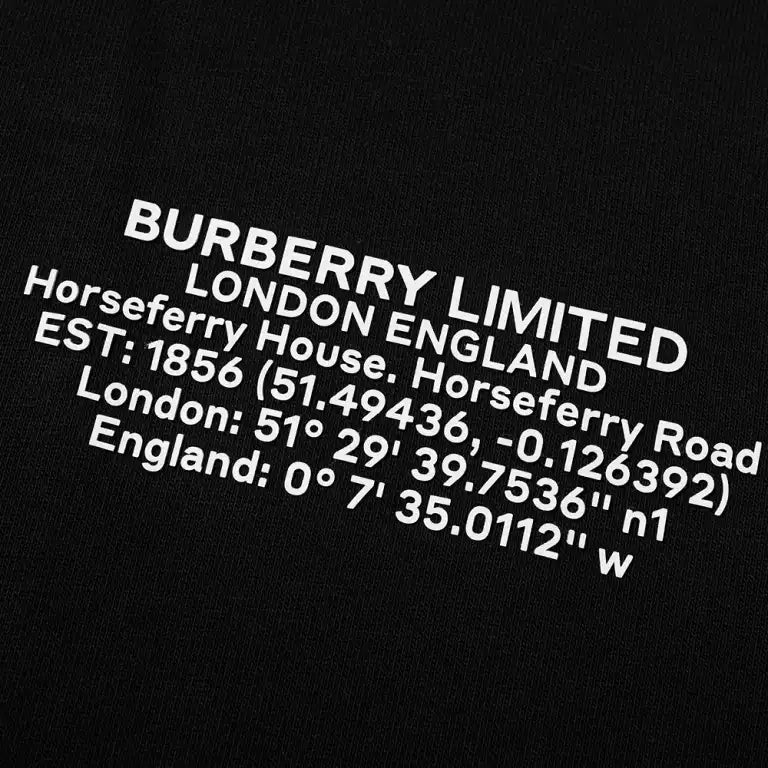 BURBERRY LIMITED
LONDON ENGLAND
Horseferry House. Horseferry Road
EST: 1856 (51.49436, -0.126392)
London: 51° 29' 39.7536'' n1
England: 0° 7' 35.0112'' w